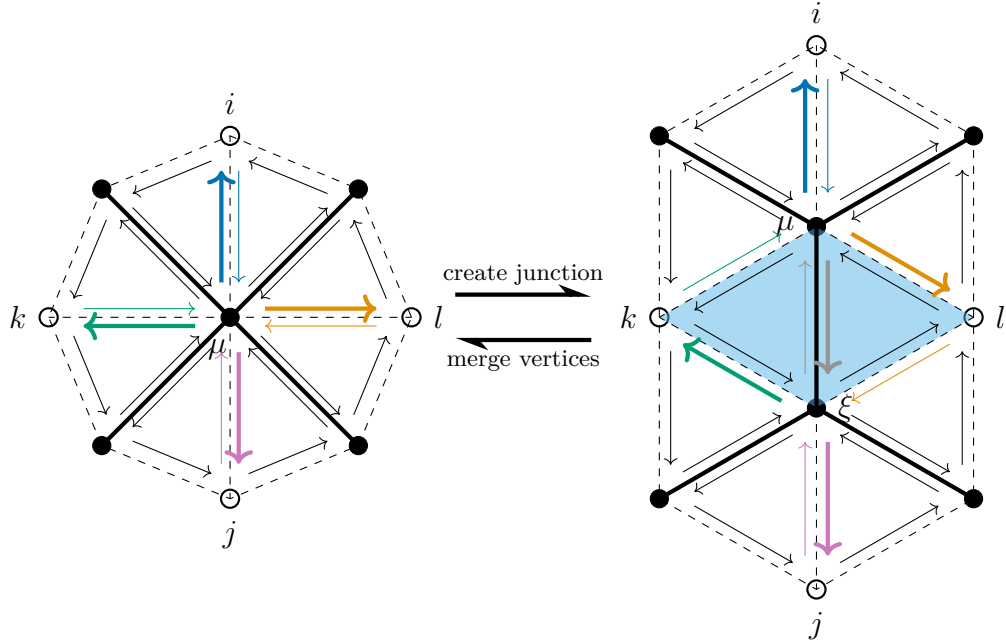 i
i
μ
k
l
μ
create junction
merge vertices
k
l
j
ξ
j